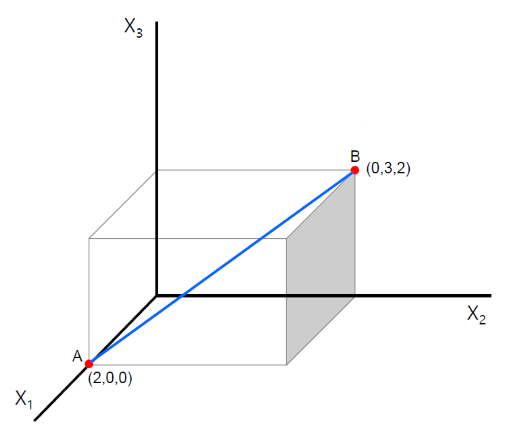 X₃
B
(0,3,2)
X₂
A
(2,0,0)
X₁